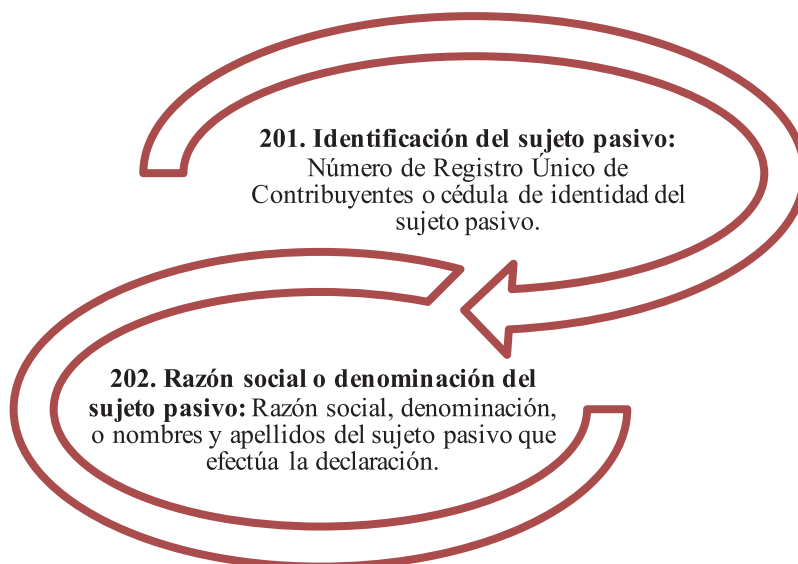 201. Identificación del sujeto pasivo:
Número de Registro Único de
Contribuyentes o cédula de identidad del
sujeto pasivo.
202. Razón social o denominación del
sujeto pasivo: Razón social, denominación,
o nombres y apellidos del sujeto pasivo que
efectúa la declaración.